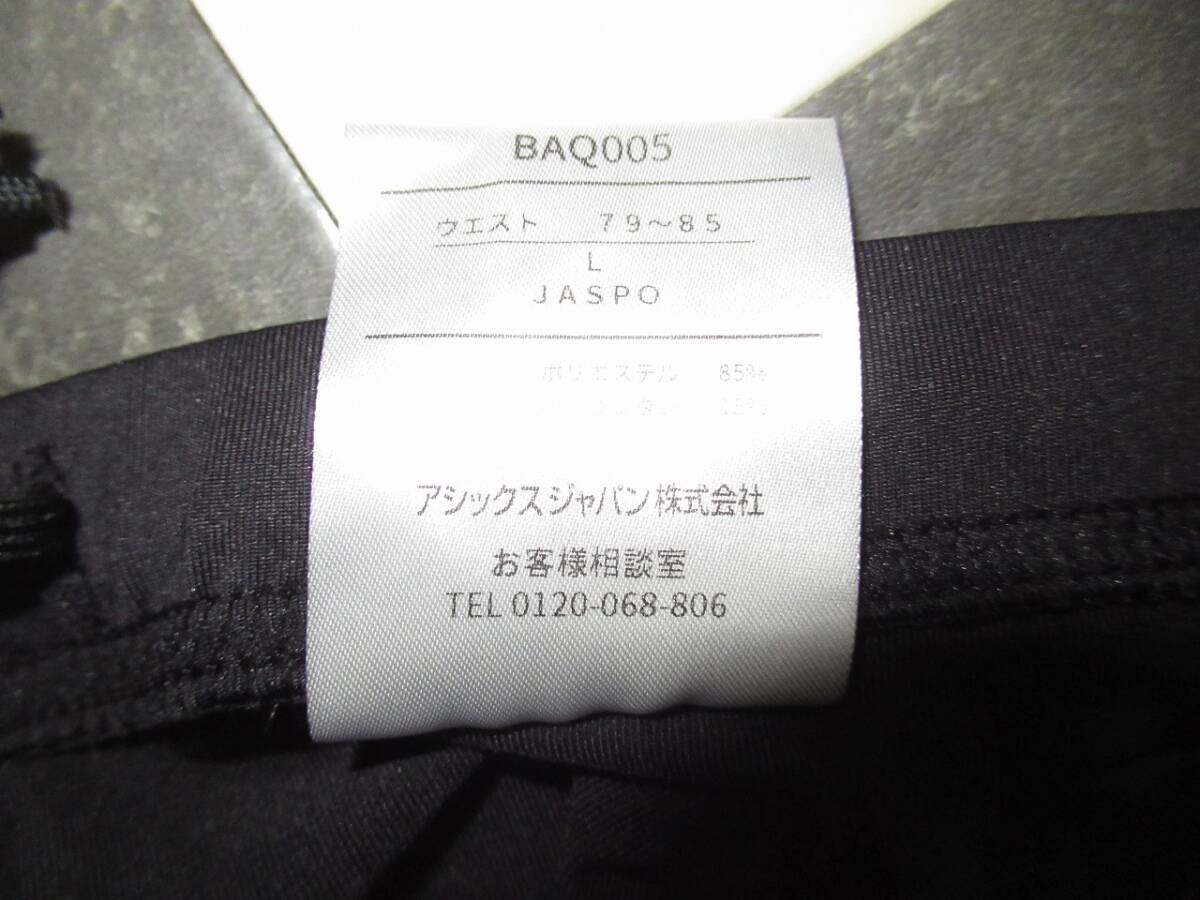 BAQ005
ウエスト 79～85
L
JASPO
ポリエステル 85%
15%
アシックスジャパン株式会社
お客様相談室
TEL 0120-068-806